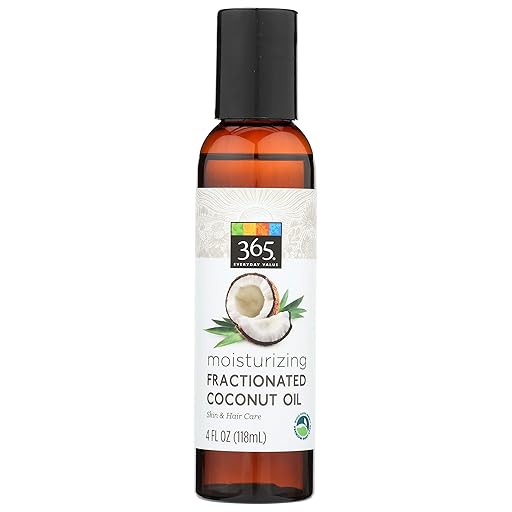 365
EVERYDAY VALUE
moisturizing
FRACTIONATED
COCONUT OIL
Skin & Hair Care
4 FL OZ (118mL)